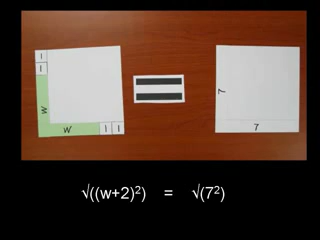 1
1
w
w 1 1
=
7
7
√((w+2)²) = √(7²)